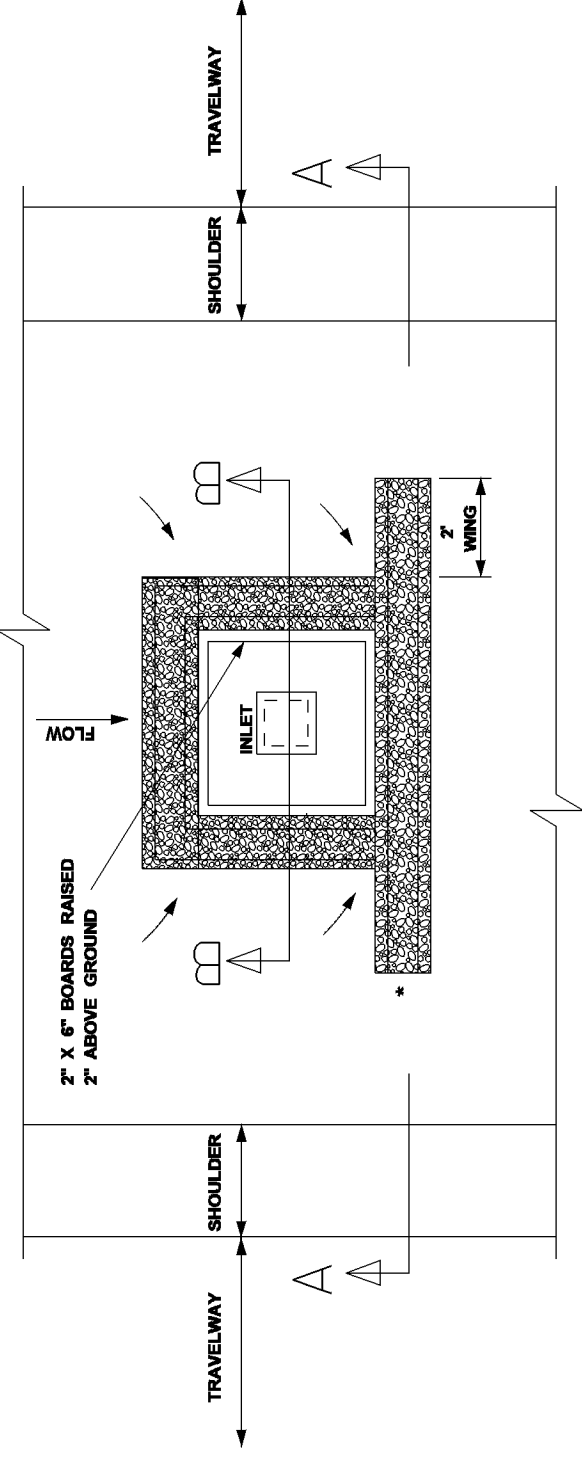 TRAVELWAY
SHOULDER
2" X 6" BOARDS RAISED
2" ABOVE GROUND
FLOW
B
B
INLET
A
A
2'
WING
*
SHOULDER
TRAVELWAY